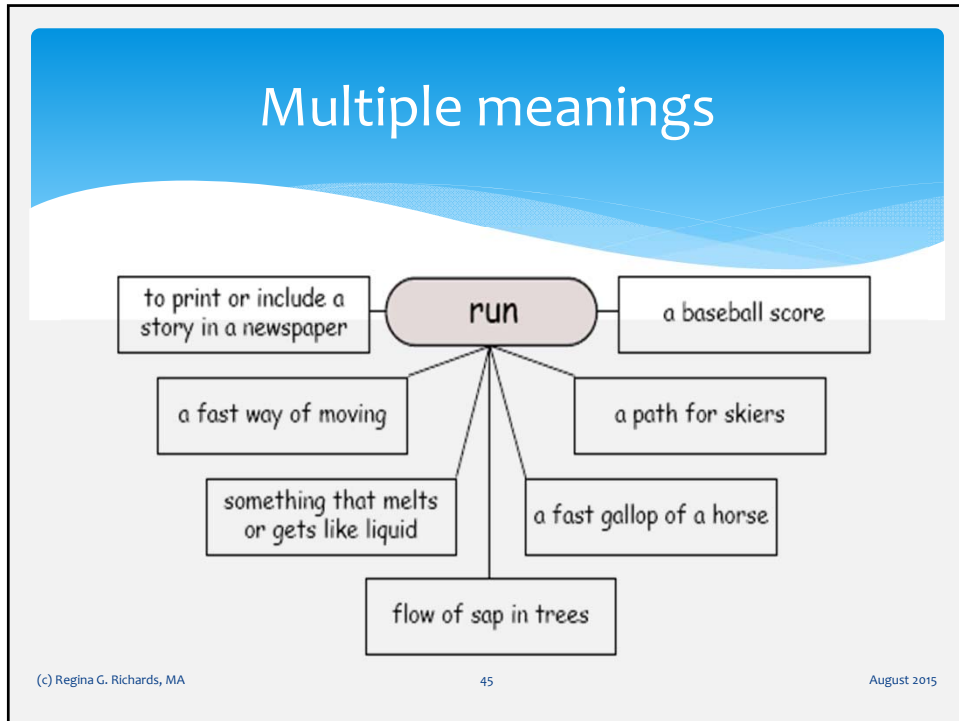 Multiple meanings
to print or include a
story in a newspaper
run
a baseball score
a fast way of moving
a path for skiers
something that melts
or gets like liquid
a fast gallop of a horse
flow of sap in trees
(c) Regina G. Richards, MA
45
August 2015